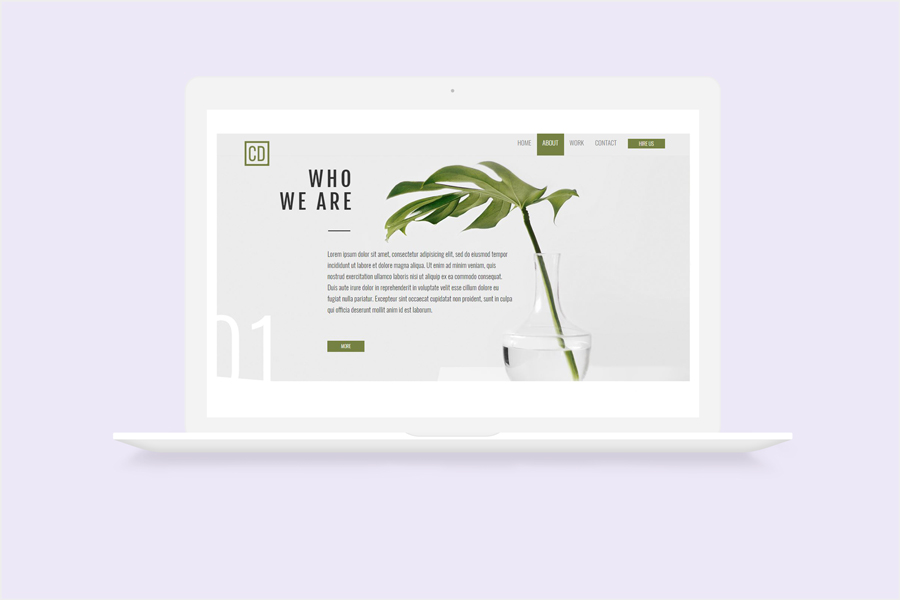 CD
HOME ABOUT WORK CONTACT HIRE US
WHO
WE ARE
Lorem ipsum dolor sit amet, consectetur adipisicing elit, sed do eiusmod tempor
incididunt ut labore et dolore magna aliqua. Ut enim ad minim veniam, quis
nostrud exercitation ullamco laboris nisi ut aliquip ex ea commodo consequat.
Duis aute irure dolor in reprehenderit in voluptate velit esse cillum dolore eu
fugiat nulla pariatur. Excepteur sint occaecat cupidatat non proident, sunt in culpa
qui officia deserunt mollit anim id est laborum.
01
MORE